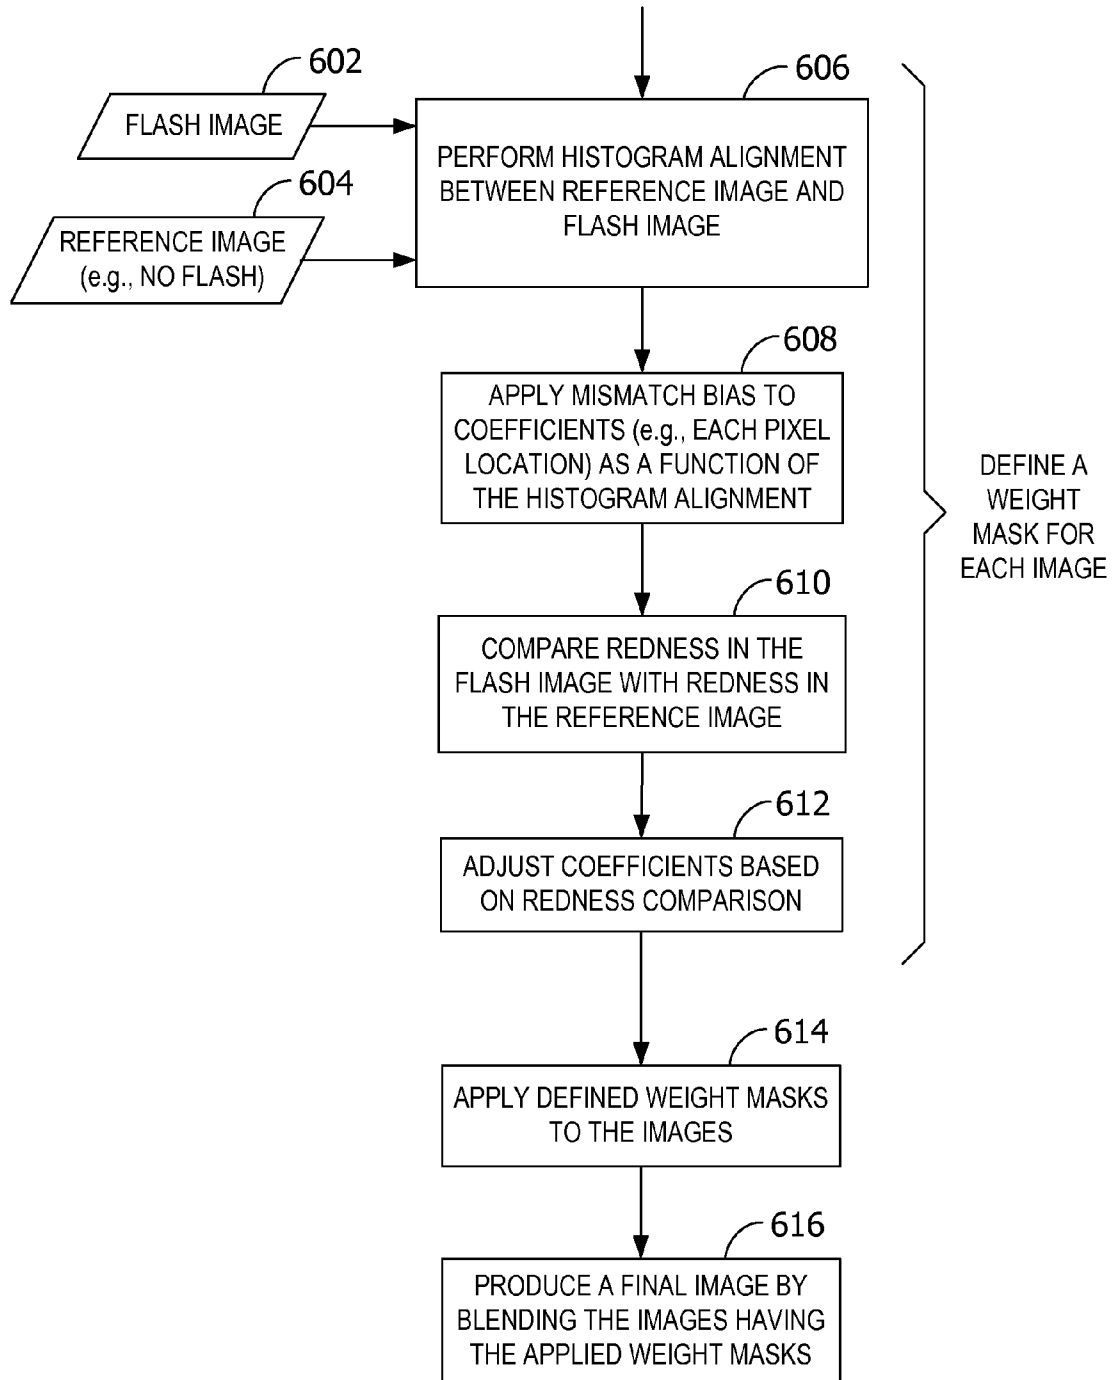 602
FLASH IMAGE
604
REFERENCE IMAGE
(e.g., NO FLASH)
606
PERFORM HISTOGRAM ALIGNMENT
BETWEEN REFERENCE IMAGE AND
FLASH IMAGE
608
APPLY MISMATCH BIAS TO
COEFFICIENTS (e.g., EACH PIXEL
LOCATION) AS A FUNCTION OF
THE HISTOGRAM ALIGNMENT
610
COMPARE REDNESS IN THE
FLASH IMAGE WITH REDNESS IN
THE REFERENCE IMAGE
612
ADJUST COEFFICIENTS BASED
ON REDNESS COMPARISON
DEFINE A
WEIGHT
MASK FOR
EACH IMAGE
614
APPLY DEFINED WEIGHT MASKS
TO THE IMAGES
616
PRODUCE A FINAL IMAGE BY
BLENDING THE IMAGES HAVING
THE APPLIED WEIGHT MASKS